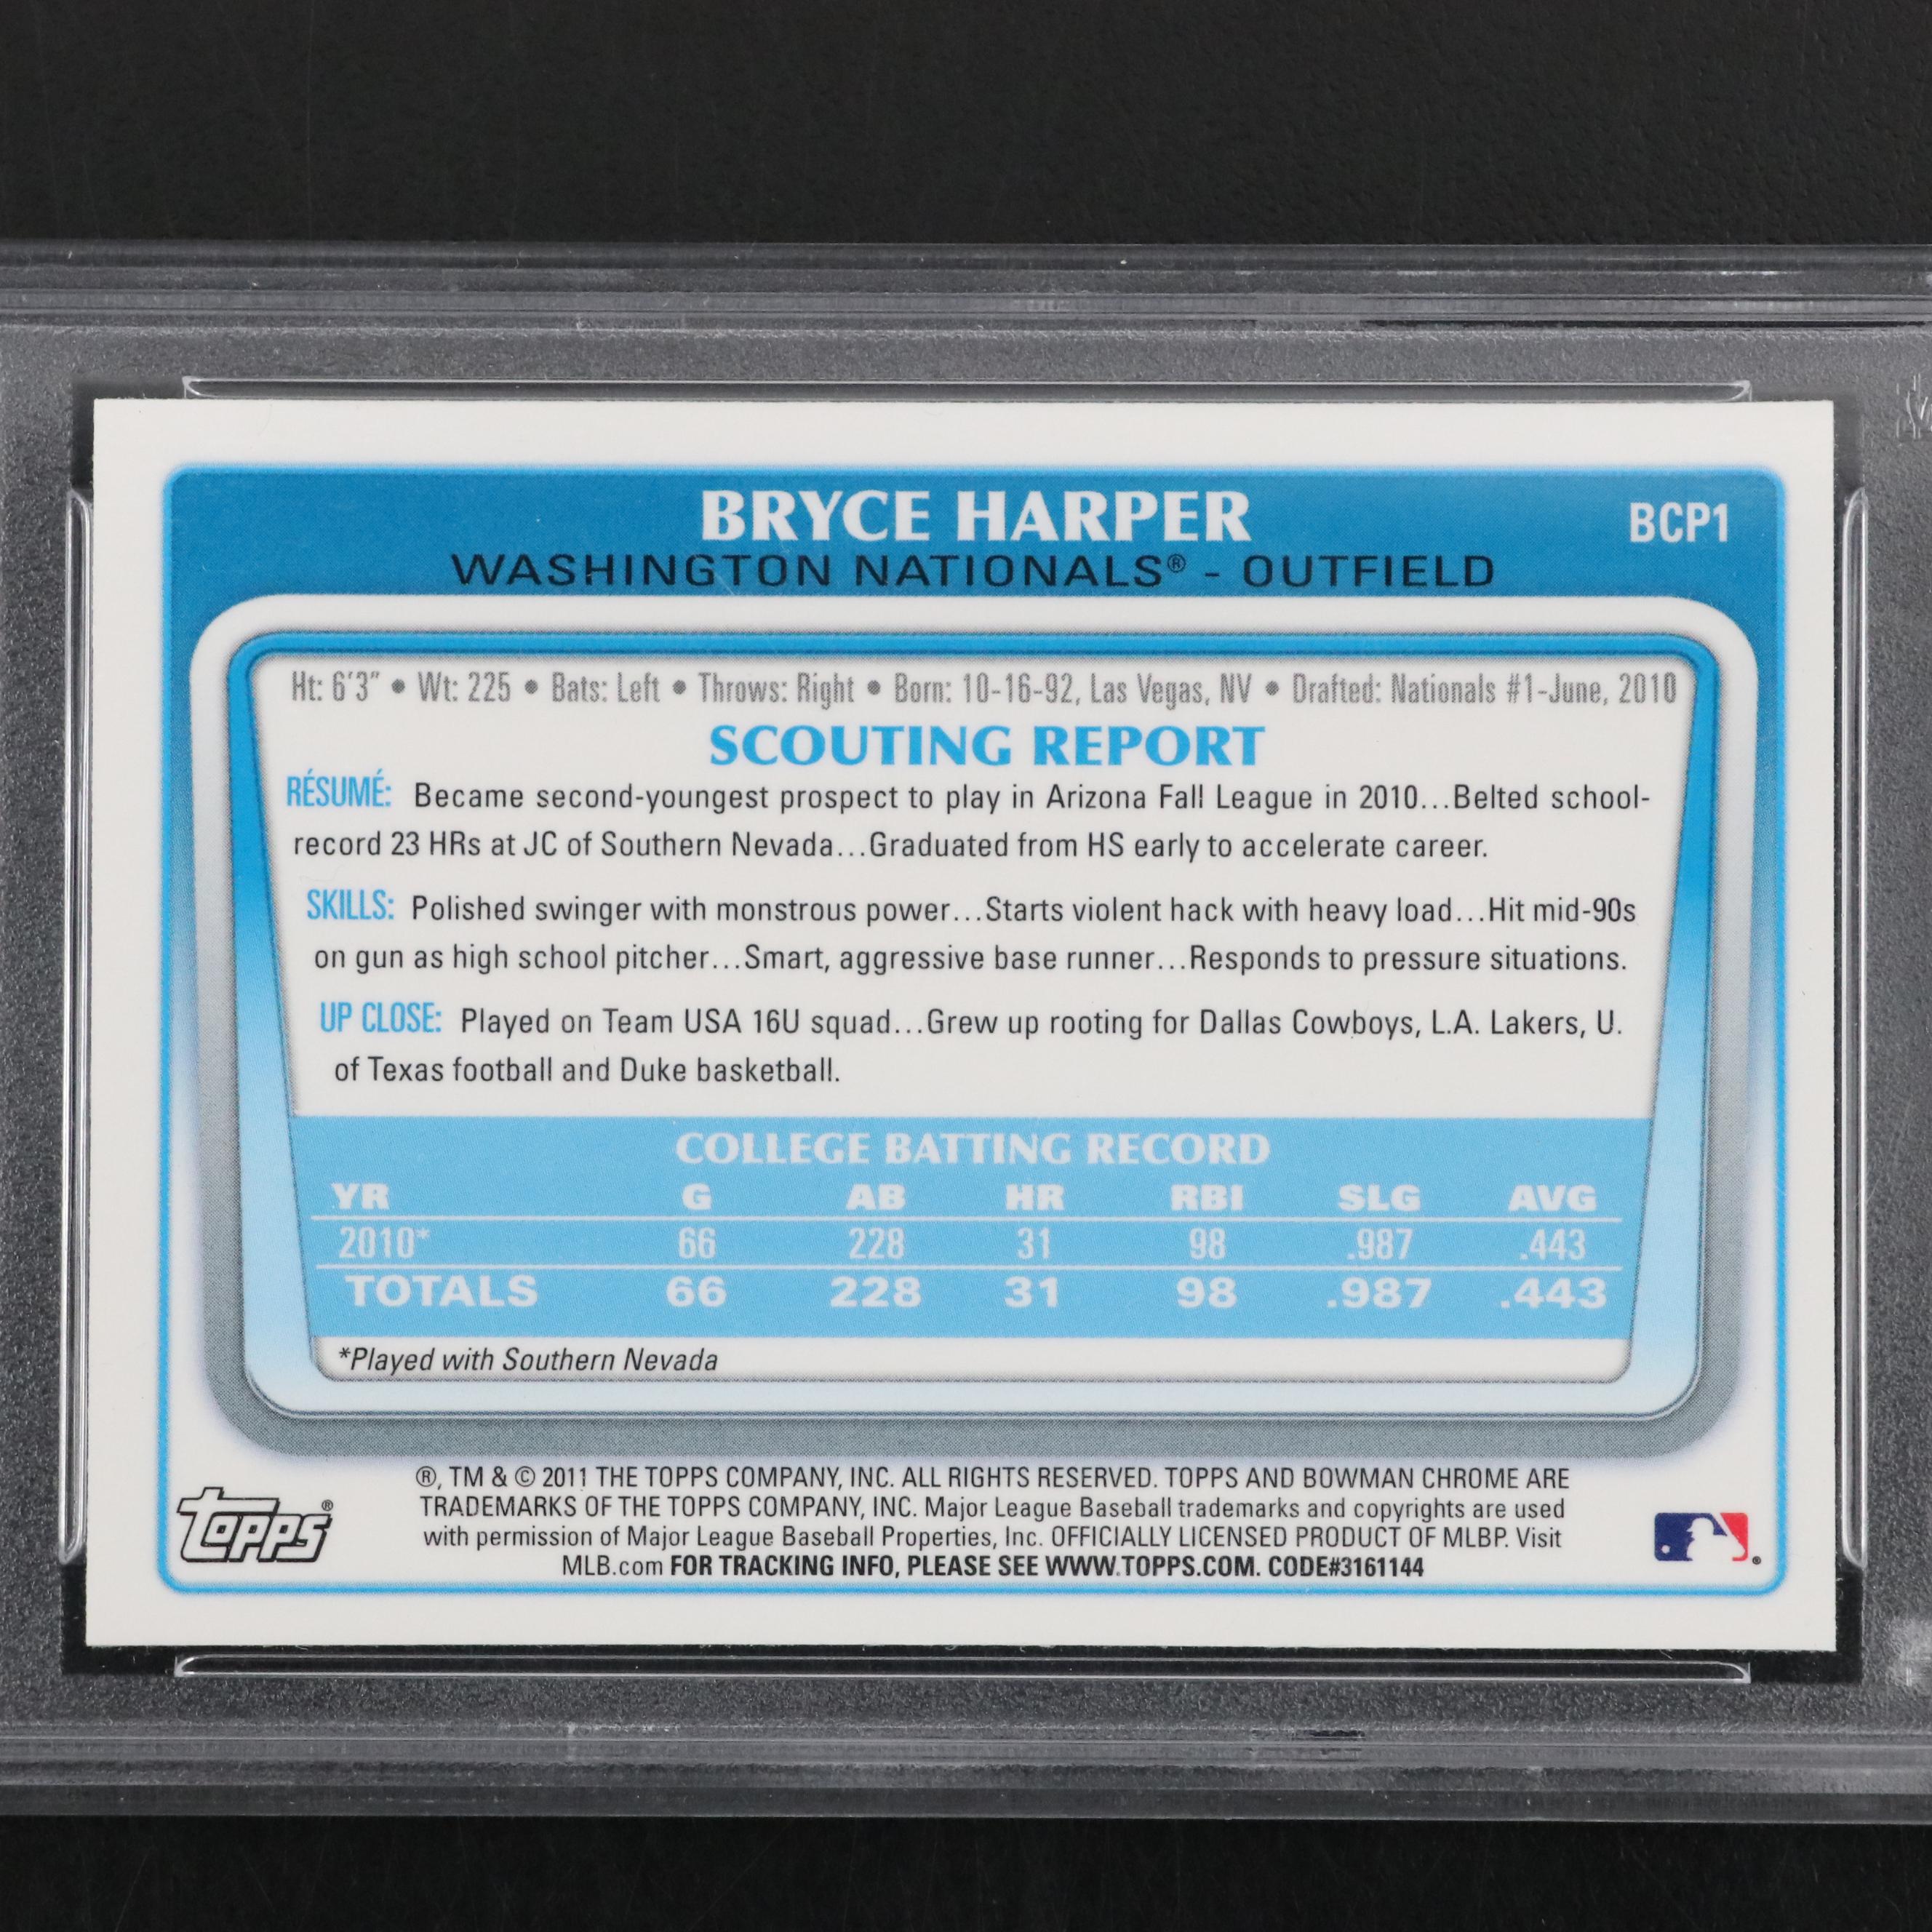 BRYCE HARPER
BCP1
WASHINGTON NATIONALS® - OUTFIELD
Ht: 6'3" • Wt: 225 • Bats: Left • Throws: Right • Born: 10-16-92, Las Vegas, NV • Drafted: Nationals #1-June, 2010
SCOUTING REPORT
RÉSUMÉ: Became second-youngest prospect to play in Arizona Fall League in 2010...Belted school-
record 23 HRs at JC of Southern Nevada...Graduated from HS early to accelerate career.
SKILLS: Polished swinger with monstrous power...Starts violent hack with heavy load...Hit mid-90s
on gun as high school pitcher...Smart, aggressive base runner...Responds to pressure situations.
UP CLOSE: Played on Team USA 16U squad...Grew up rooting for Dallas Cowboys, L.A. Lakers, U.
of Texas football and Duke basketball.
COLLEGE BATTING RECORD
YR G AB HR RBI SLG AVG
2010* 66 228 31 98 .987 .443
TOTALS 66 228 31 98 .987 .443
*Played with Southern Nevada
®, TM & © 2011 THE TOPPS COMPANY, INC. ALL RIGHTS RESERVED. TOPPS AND BOWMAN CHROME ARE
TRADEMARKS OF THE TOPPS COMPANY, INC. Major League Baseball trademarks and copyrights are used
with permission of Major League Baseball Properties, Inc. OFFICIALLY LICENSED PRODUCT OF MLBP. Visit
MLB.com FOR TRACKING INFO, PLEASE SEE WWW.TOPPS.COM. CODE#3161144
Topps®